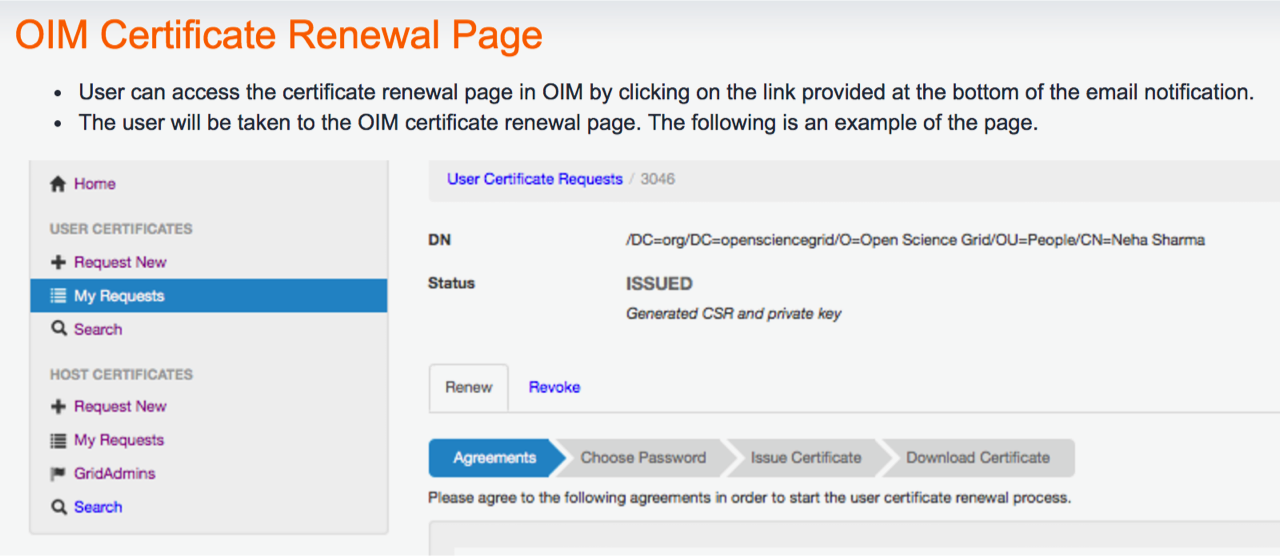 OIM Certificate Renewal Page
• User can access the certificate renewal page in OIM by clicking on the link provided at the bottom of the email notification.
• The user will be taken to the OIM certificate renewal page. The following is an example of the page.
Home
USER CERTIFICATES
Request New
My Requests
Search
HOST CERTIFICATES
Request New
My Requests
GridAdmins
Search
User Certificate Requests / 3046
DN /DC=org/DC=opensciencegrid/O=Open Science Grid/OU=People/CN=Neha Sharma
Status ISSUED
Generated CSR and private key
Renew Revoke
Agreements Choose Password Issue Certificate Download Certificate
Please agree to the following agreements in order to start the user certificate renewal process.